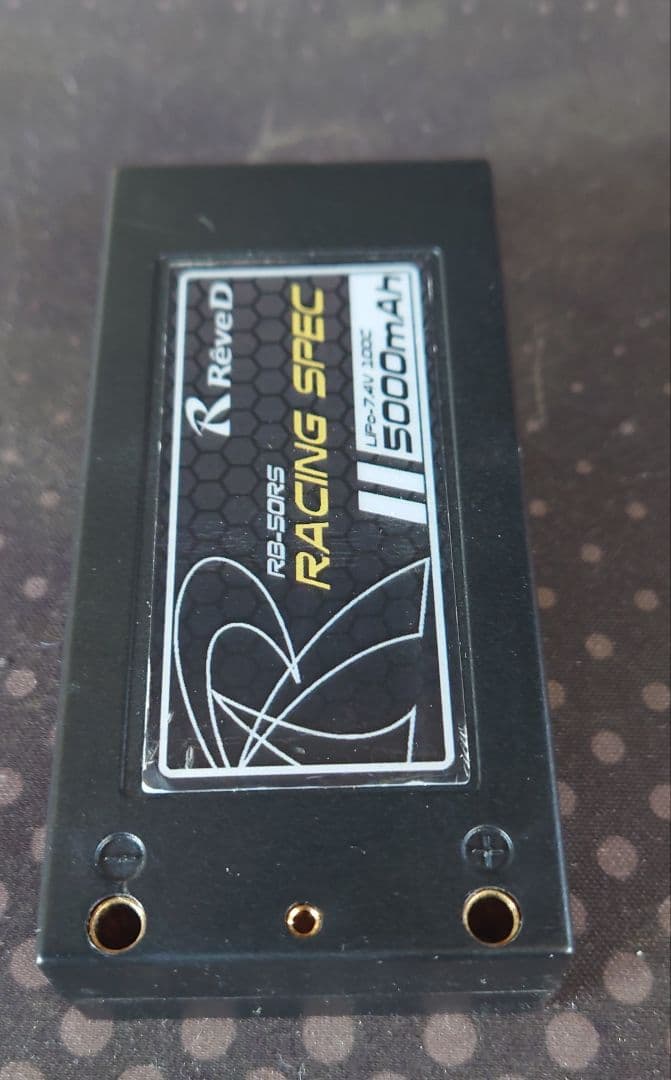 R RêveD
RB-50RS
RACING SPEC
LiPo-7.4V 100C
5000mAh
- +